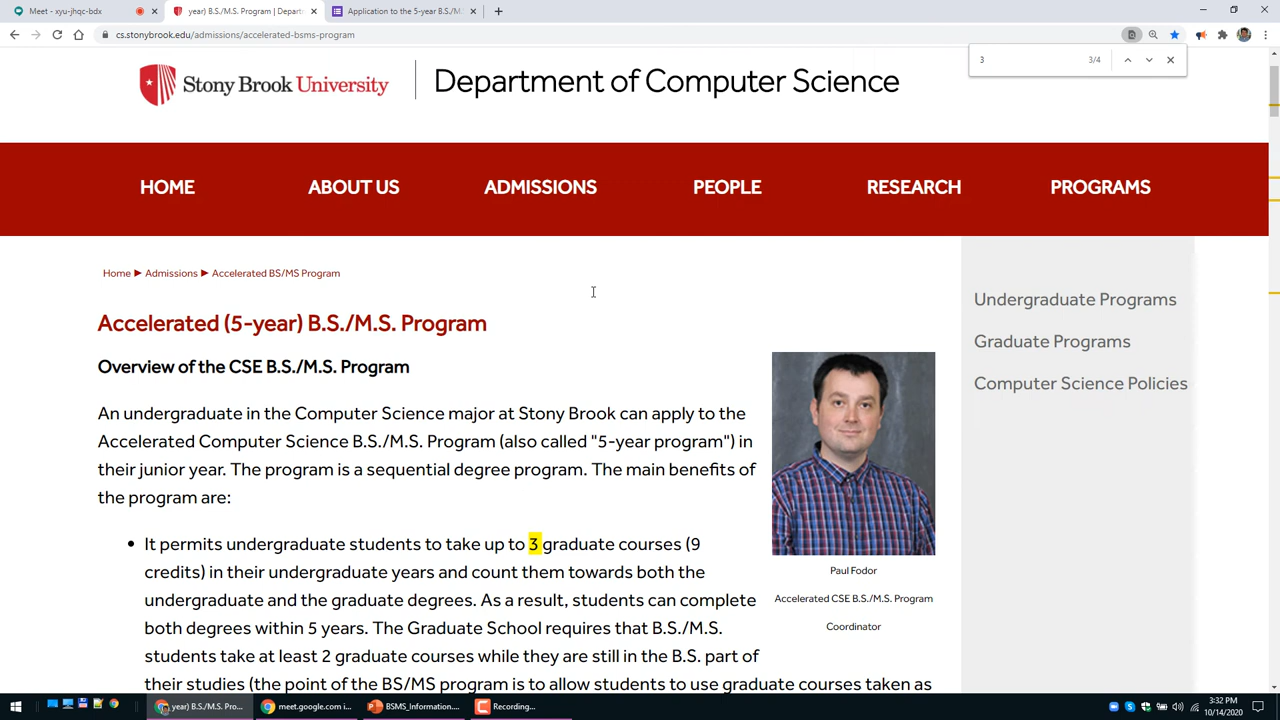 Meet - xyu-jhqc-bdx
year) B.S./M.S. Program | Depart
Application to the 5-year B.S./M.S.
cs.stonybrook.edu/admissions/accelerated-bsms-program
3
3/4
Stony Brook University
Department of Computer Science
HOME
ABOUT US
ADMISSIONS
PEOPLE
RESEARCH
PROGRAMS
Home ▶ Admissions ▶ Accelerated BS/MS Program
Accelerated (5-year) B.S./M.S. Program
Overview of the CSE B.S./M.S. Program
An undergraduate in the Computer Science major at Stony Brook can apply to the
Accelerated Computer Science B.S./M.S. Program (also called "5-year program") in
their junior year. The program is a sequential degree program. The main benefits of
the program are:
• It permits undergraduate students to take up to 3 graduate courses (9
credits) in their undergraduate years and count them towards both the
undergraduate and the graduate degrees. As a result, students can complete
both degrees within 5 years. The Graduate School requires that B.S./M.S.
students take at least 2 graduate courses while they are still in the B.S. part of
their studies (the point of the BS/MS program is to allow students to use graduate courses taken as
Paul Fodor
Accelerated CSE B.S./M.S. Program
Coordinator
Undergraduate Programs
Graduate Programs
Computer Science Policies
year) B.S./M.S. Pro...
meet.google.com i...
BSMS_Information....
Recording...
3:32 PM
10/14/2020